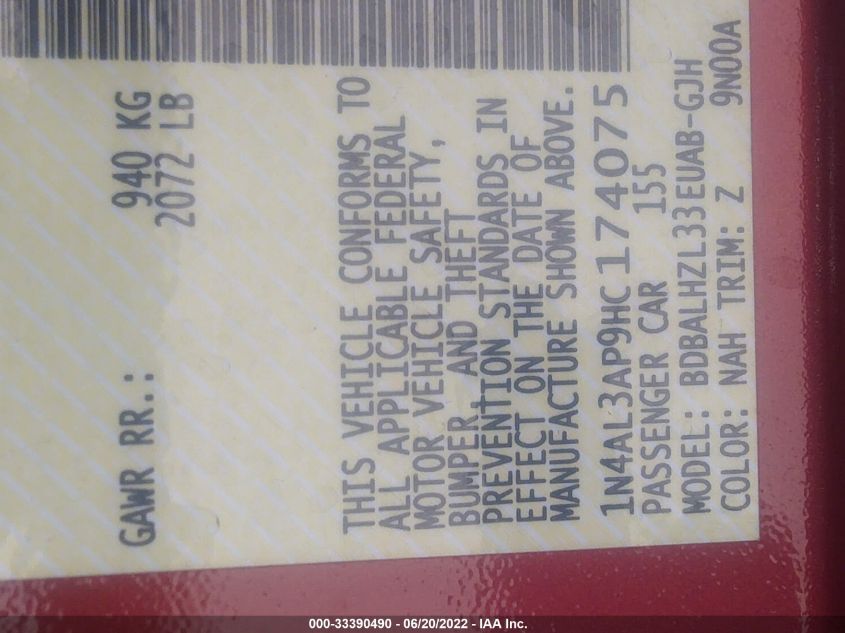 GAWR RR.: 940 KG
2072 LB
THIS VEHICLE CONFORMS TO
ALL APPLICABLE FEDERAL
MOTOR VEHICLE SAFETY,
BUMPER, AND THEFT
PREVENTION STANDARDS IN
EFFECT ON THE DATE OF
MANUFACTURE SHOWN ABOVE.
1N4AL3AP9HC174075
PASSENGER CAR 155
MODEL: BDBALHZL33EUAB-GJH
COLOR: NAH TRIM: Z 9N00A
000-33390490 - 06/20/2022 - IAA Inc.